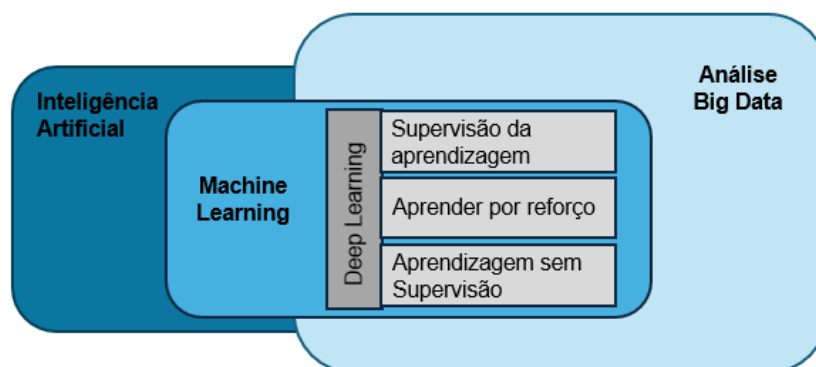 Inteligência
Artificial
Machine
Learning
Deep Learning
Supervisão da
aprendizagem
Aprender por reforço
Aprendizagem sem
Supervisão
Análise
Big Data